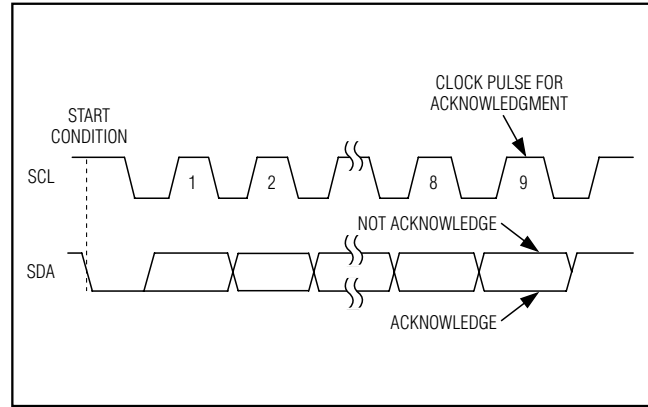 CLOCK PULSE FOR
ACKNOWLEDGMENT
START
CONDITION
SCL
1
2
8
9
NOT ACKNOWLEDGE
SDA
ACKNOWLEDGE